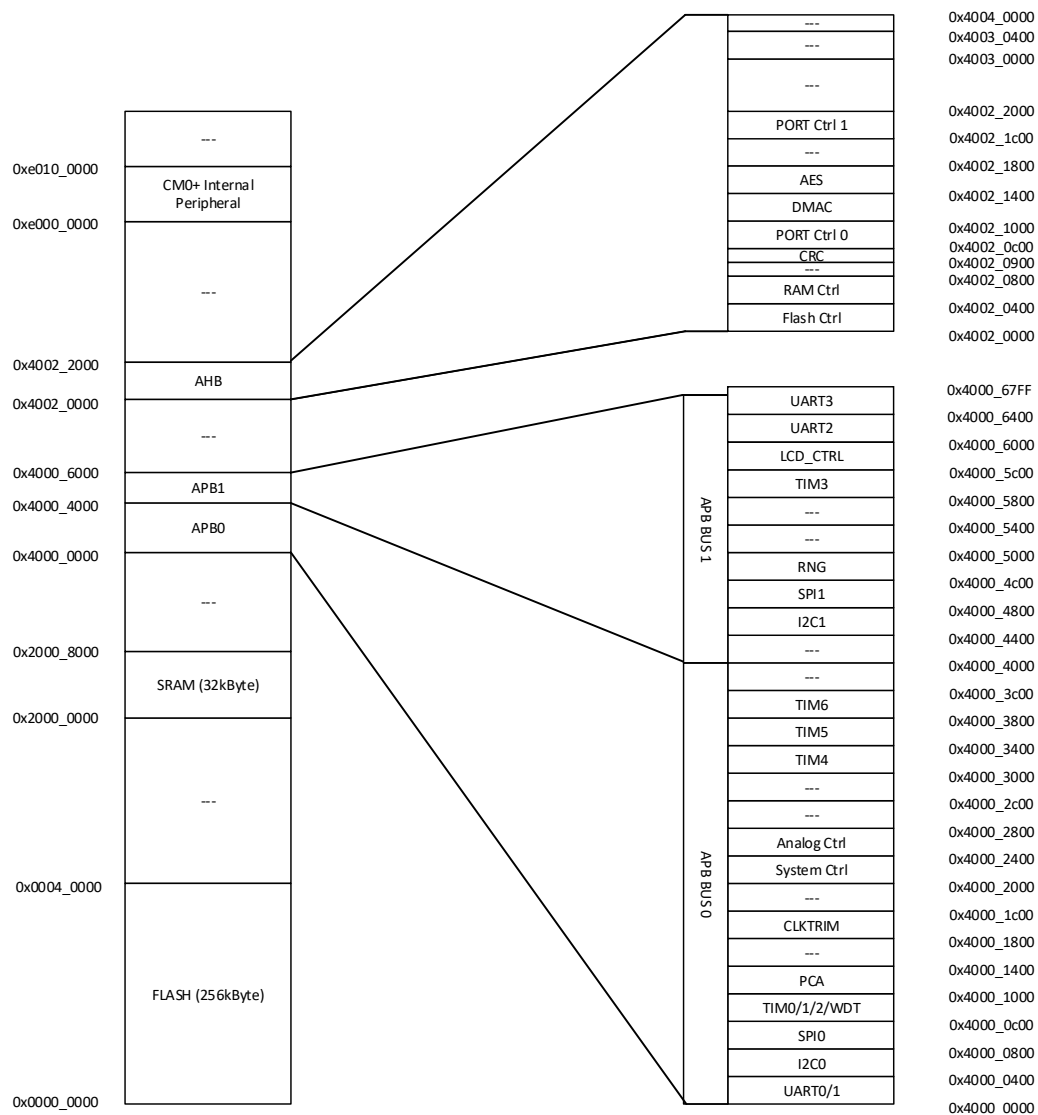 0xe010_0000
0xe000_0000
0x4002_2000
0x4002_0000
0x4000_6000
0x4000_4000
0x4000_0000
0x2000_8000
0x2000_0000
0x0004_0000
0x0000_0000
---
CM0+ Internal
Peripheral
---
AHB
---
APB1
APB0
---
SRAM (32kByte)
---
FLASH (256kByte)
---
---
---
PORT Ctrl 1
---
AES
DMAC
PORT Ctrl 0
CRC
---
RAM Ctrl
Flash Ctrl
0x4004_0000
0x4003_0400
0x4003_0000
0x4002_2000
0x4002_1c00
0x4002_1800
0x4002_1400
0x4002_1000
0x4002_0c00
0x4002_0900
0x4002_0800
0x4002_0400
0x4002_0000
APB BUS 1
UART3
UART2
LCD_CTRL
TIM3
---
---
RNG
SPI1
I2C1
---
APB BUS 0
---
TIM6
TIM5
TIM4
---
---
Analog Ctrl
System Ctrl
---
CLKTRIM
---
PCA
TIM0/1/2/WDT
SPI0
I2C0
UART0/1
0x4000_67FF
0x4000_6400
0x4000_6000
0x4000_5c00
0x4000_5800
0x4000_5400
0x4000_5000
0x4000_4c00
0x4000_4800
0x4000_4400
0x4000_4000
0x4000_3c00
0x4000_3800
0x4000_3400
0x4000_3000
0x4000_2c00
0x4000_2800
0x4000_2400
0x4000_2000
0x4000_1c00
0x4000_1800
0x4000_1400
0x4000_1000
0x4000_0c00
0x4000_0800
0x4000_0400
0x4000_0000